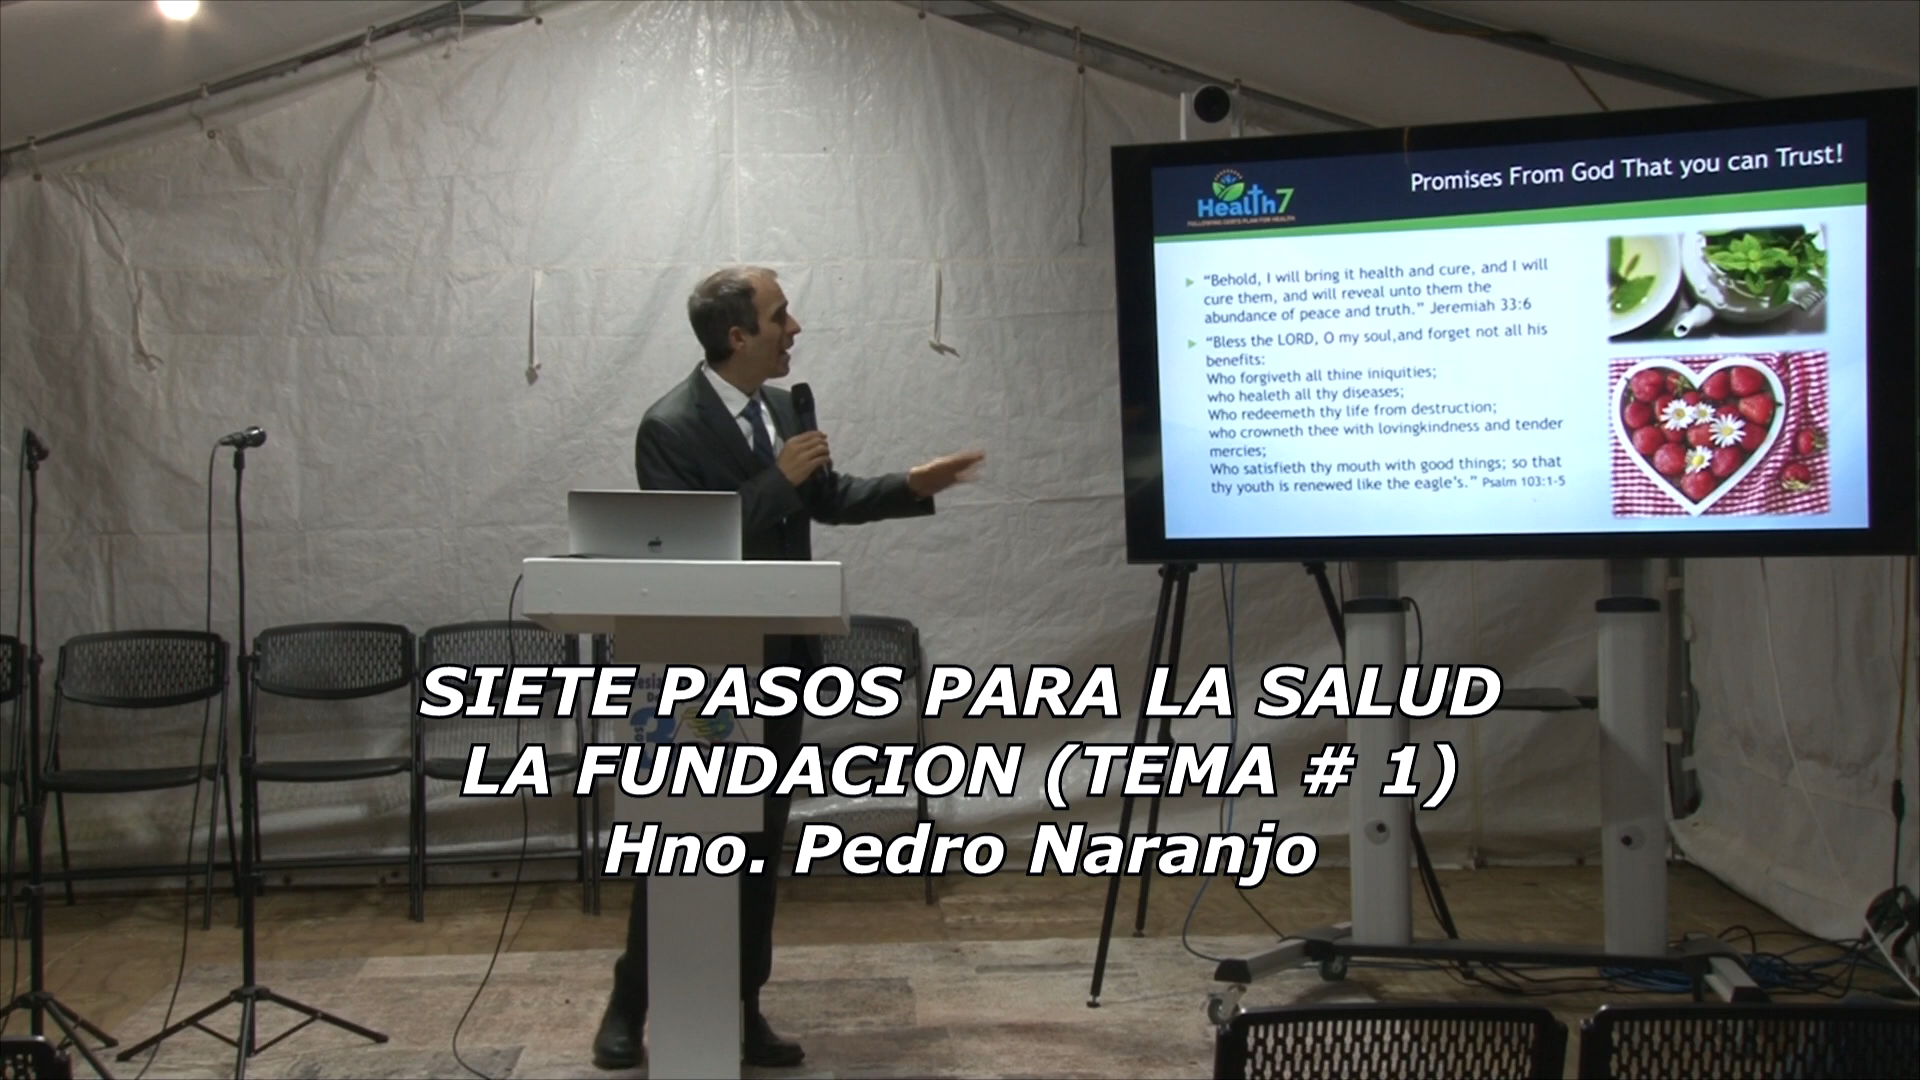 Promises From God That you can Trust!
Health7
FOLLOWING GOD'S PLAN FOR HEALTH
"Behold, I will bring it health and cure, and I will
cure them, and will reveal unto them the
abundance of peace and truth." Jeremiah 33:6
"Bless the LORD, O my soul,and forget not all his
benefits:
Who forgiveth all thine iniquities;
who healeth all thy diseases;
Who redeemeth thy life from destruction;
who crowneth thee with lovingkindness and tender
mercies;
Who satisfieth thy mouth with good things; so that
thy youth is renewed like the eagle's." Psalm 103:1-5
SIETE PASOS PARA LA SALUD
LA FUNDACION (TEMA # 1)
Hno. Pedro Naranjo